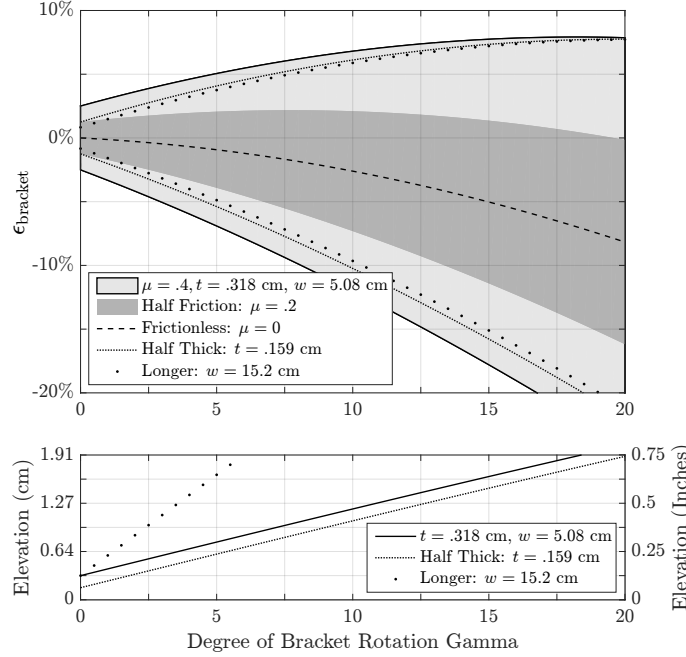 10%
0%
-10%
-20%
ϵbracket
0
5
10
15
20
μ = .4, t = .318 cm, w = 5.08 cm
Half Friction: μ = .2
Frictionless: μ = 0
Half Thick: t = .159 cm
Longer: w = 15.2 cm
1.91
1.27
0.64
0
Elevation (cm)
0.75
0.5
0.25
0
Elevation (Inches)
t = .318 cm, w = 5.08 cm
Half Thick: t = .159 cm
Longer: w = 15.2 cm
0
5
10
15
20
Degree of Bracket Rotation Gamma